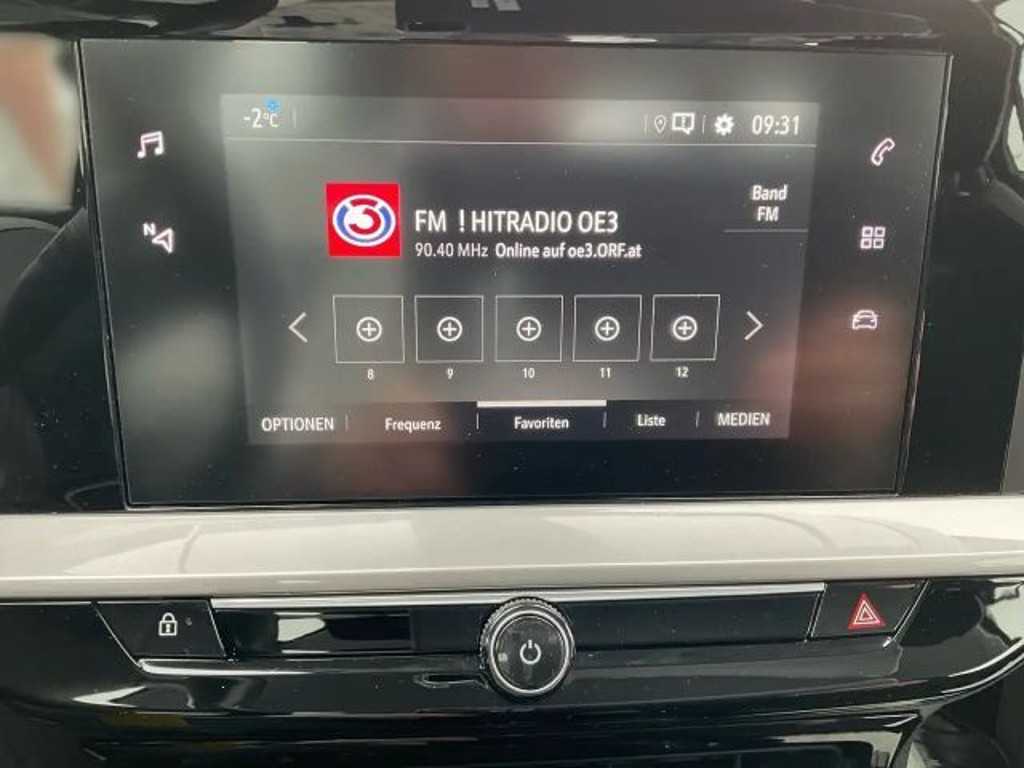 -2°C
09:31
N
Band
FM
3
FM ! HITRADIO OE3
90.40 MHz Online auf oe3.ORF.at
8 9 10 11 12
OPTIONEN Frequenz Favoriten Liste MEDIEN